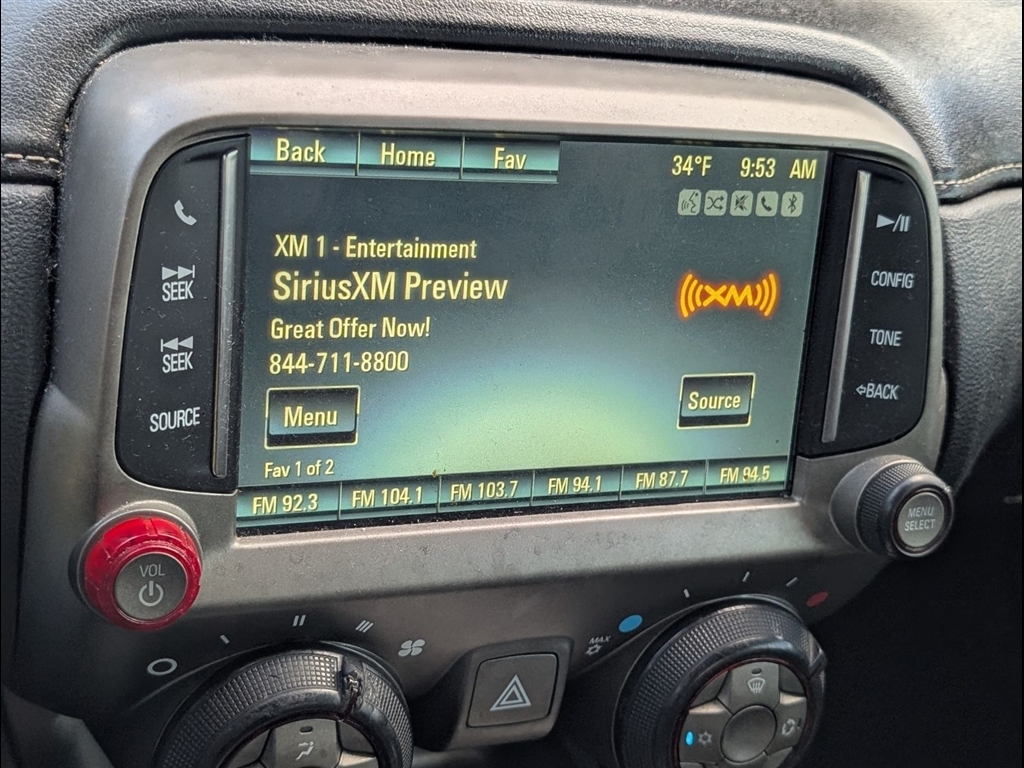 Back Home Fav
34°F 9:53 AM
XM 1 - Entertainment
SiriusXM Preview
((XM))
Great Offer Now!
844-711-8800
Menu
Source
Fav 1 of 2
FM 92.3 FM 104.1 FM 103.7 FM 94.1 FM 87.7 FM 94.5
SEEK
SEEK
SOURCE
CONFIG
TONE
BACK
VOL
MENU
SELECT
MAX